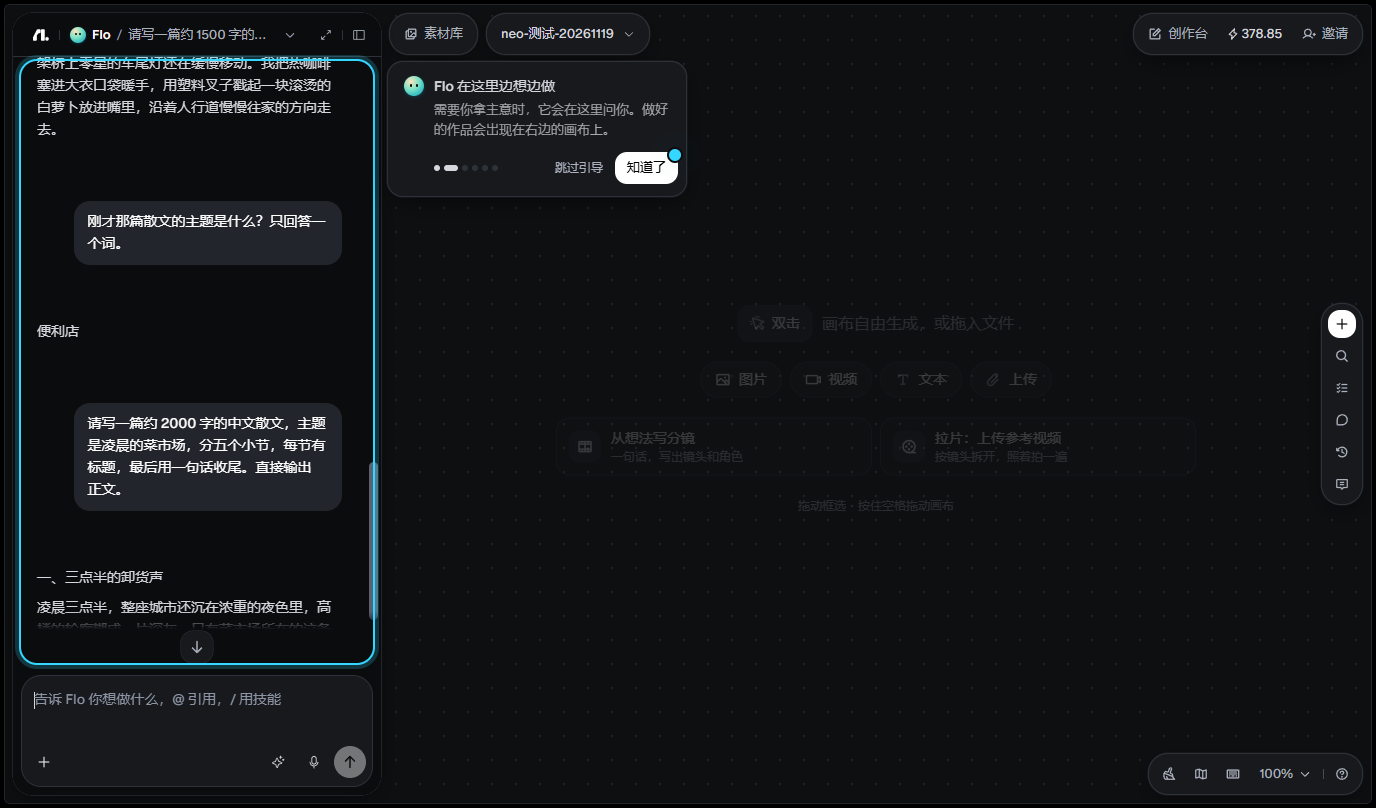 Flo / 请写一篇约 1500 字的...
素材库
neo-测试-20261119
创作台
378.85
邀请
架桥上零星的车尾灯还在缓慢移动。我把热咖啡
塞进大衣口袋暖手，用塑料叉子戳起一块滚烫的
白萝卜放进嘴里，沿着人行道慢慢往家的方向走
去。
刚才那篇散文的主题是什么？只回答一
个词。
便利店
请写一篇约 2000 字的中文散文，主题
是凌晨的菜市场，分五个小节，每节有
标题，最后用一句话收尾。直接输出
正文。
一、三点半的卸货声
凌晨三点半，整座城市还沉在浓重的夜色里，高
告诉 Flo 你想做什么，@ 引用，/ 用技能
Flo 在这里边想边做
需要你拿主意时，它会在这里问你。做好
的作品会出现在右边的画布上。
跳过引导
知道了
双击
画布自由生成，或拖入文件
图片
视频
文本
上传
从想法写分镜
一句话，写出镜头和角色
拉片：上传参考视频
按镜头拆开，照着拍一遍
拖动框选 · 按住空格拖动画布
100%